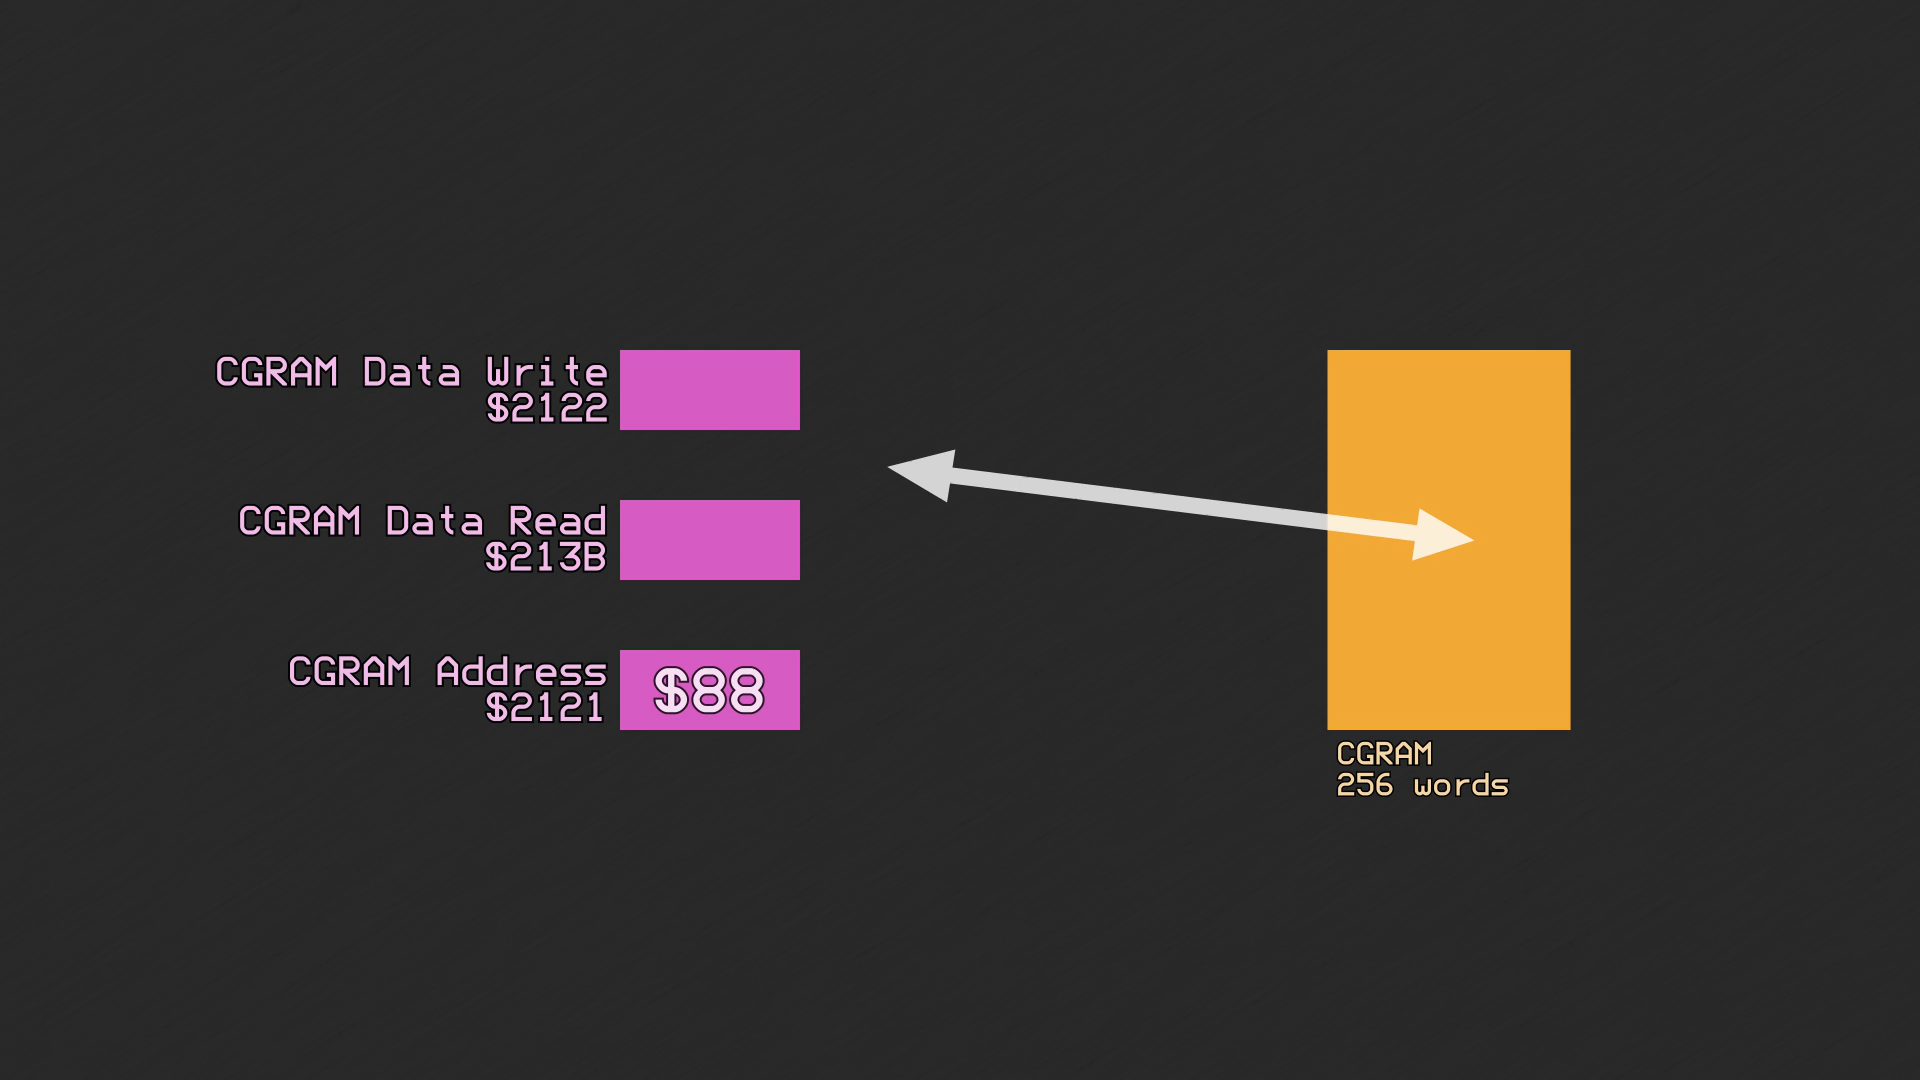 CGRAM Data Write
$2122
CGRAM Data Read
$213B
CGRAM Address
$2121
$88
CGRAM
256 words